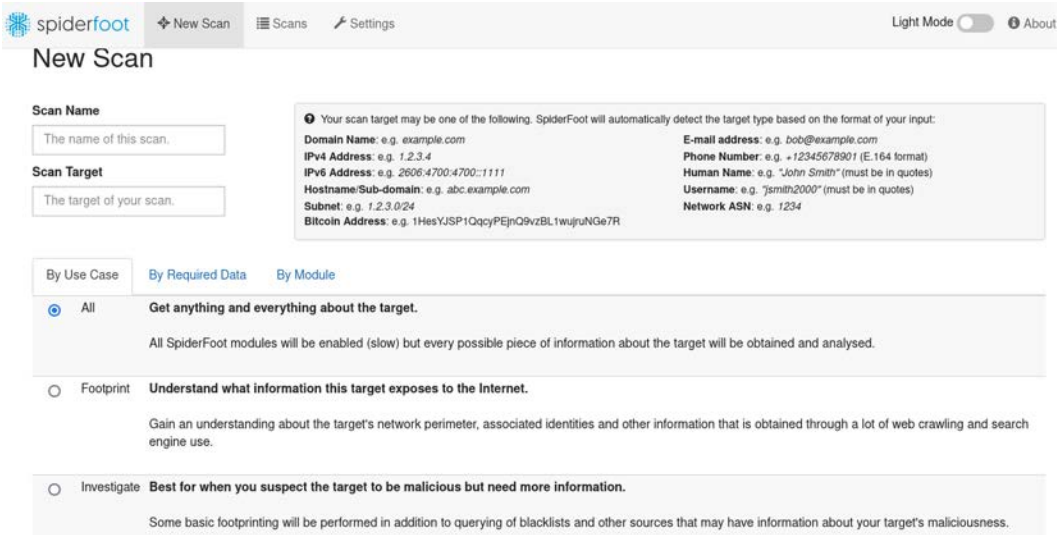 spiderfoot New Scan Scans Settings Light Mode About
New Scan
Scan Name
The name of this scan.
Scan Target
The target of your scan.
Your scan target may be one of the following. SpiderFoot will automatically detect the target type based on the format of your input:
Domain Name: e.g. example.com
IPv4 Address: e.g. 1.2.3.4
IPv6 Address: e.g. 2606:4700:4700::1111
Hostname/Sub-domain: e.g. abc.example.com
Subnet: e.g. 1.2.3.0/24
Bitcoin Address: e.g. 1HesYJSP1QqcyPEjnQ9vzBL1wujruNGe7R
E-mail address: e.g. bob@example.com
Phone Number: e.g. +12345678901 (E.164 format)
Human Name: e.g. "John Smith" (must be in quotes)
Username: e.g. "jsmith2000" (must be in quotes)
Network ASN: e.g. 1234
By Use Case By Required Data By Module
All Get anything and everything about the target.
All SpiderFoot modules will be enabled (slow) but every possible piece of information about the target will be obtained and analysed.
Footprint Understand what information this target exposes to the Internet.
Gain an understanding about the target's network perimeter, associated identities and other information that is obtained through a lot of web crawling and search
engine use.
Investigate Best for when you suspect the target to be malicious but need more information.
Some basic footprinting will be performed in addition to querying of blacklists and other sources that may have information about your target's maliciousness.